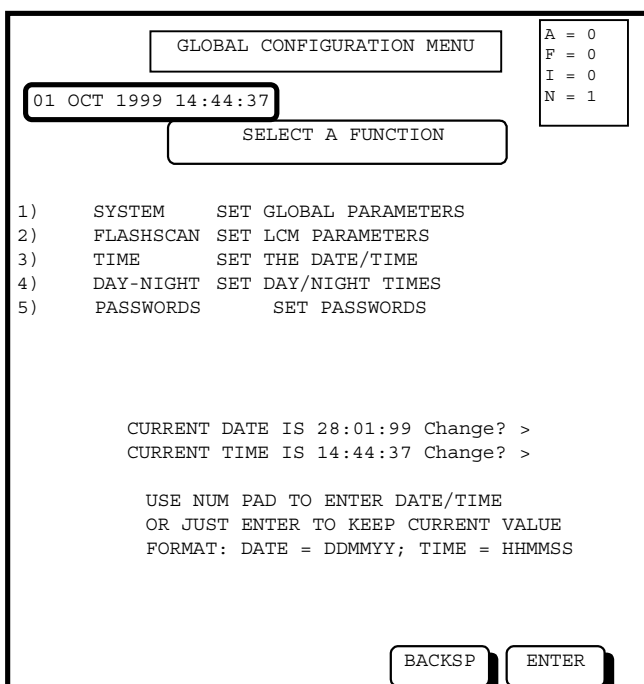 GLOBAL CONFIGURATION MENU
A = 0
F = 0
I = 0
N = 1
01 OCT 1999 14:44:37
SELECT A FUNCTION
1) SYSTEM SET GLOBAL PARAMETERS
2) FLASHSCAN SET LCM PARAMETERS
3) TIME SET THE DATE/TIME
4) DAY-NIGHT SET DAY/NIGHT TIMES
5) PASSWORDS SET PASSWORDS
CURRENT DATE IS 28:01:99 Change? >
CURRENT TIME IS 14:44:37 Change? >
USE NUM PAD TO ENTER DATE/TIME
OR JUST ENTER TO KEEP CURRENT VALUE
FORMAT: DATE = DDMMYY; TIME = HHMMSS
BACKSP ENTER